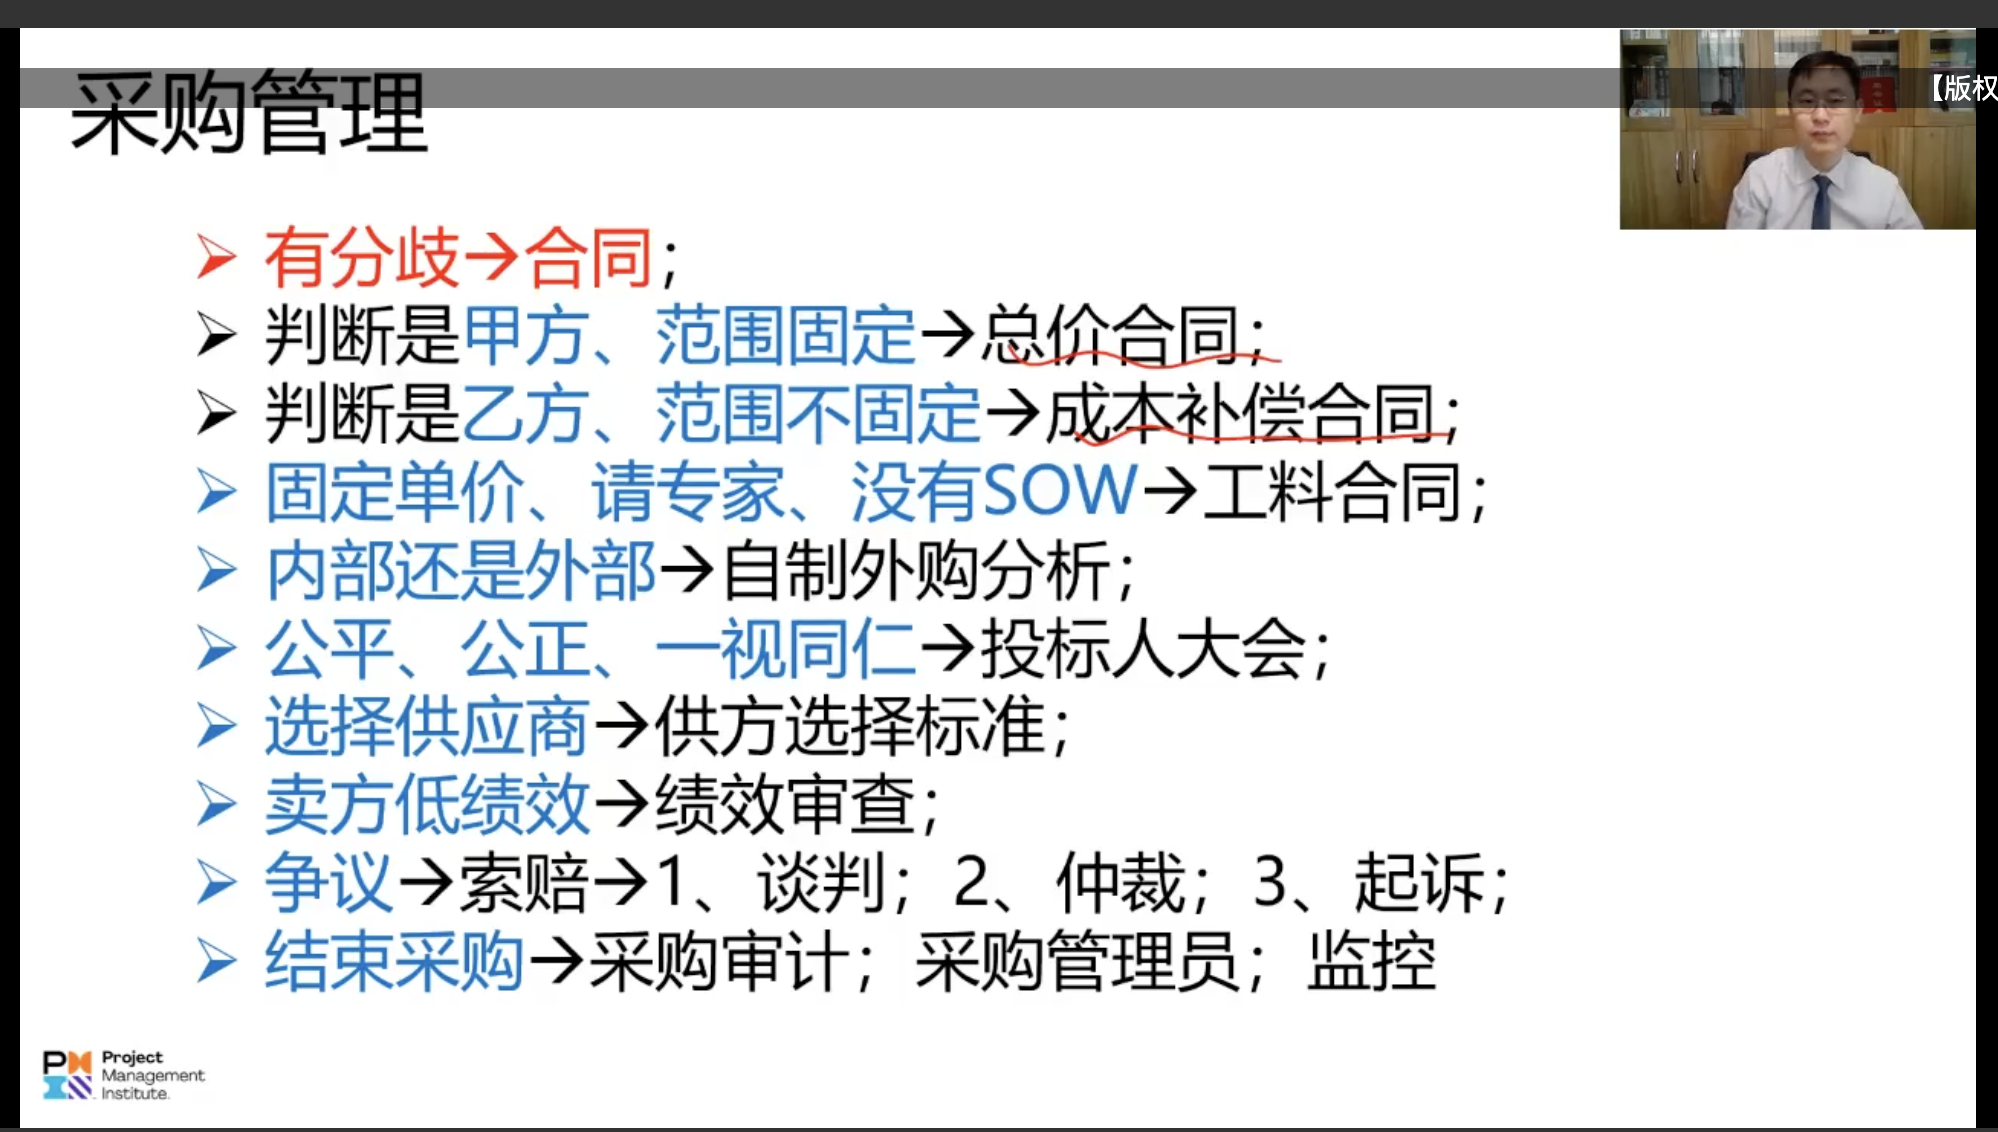 采购管理
【版权
➢ 有分歧→合同;
➢ 判断是甲方、范围固定→总价合同;
➢ 判断是乙方、范围不固定→成本补偿合同;
➢ 固定单价、请专家、没有SOW→工料合同;
➢ 内部还是外部→自制外购分析;
➢ 公平、公正、一视同仁→投标人大会;
➢ 选择供应商→供方选择标准;
➢ 卖方低绩效→绩效审查;
➢ 争议→索赔→1、谈判；2、仲裁；3、起诉;
➢ 结束采购→采购审计；采购管理员；监控
Project
Management
Institute.